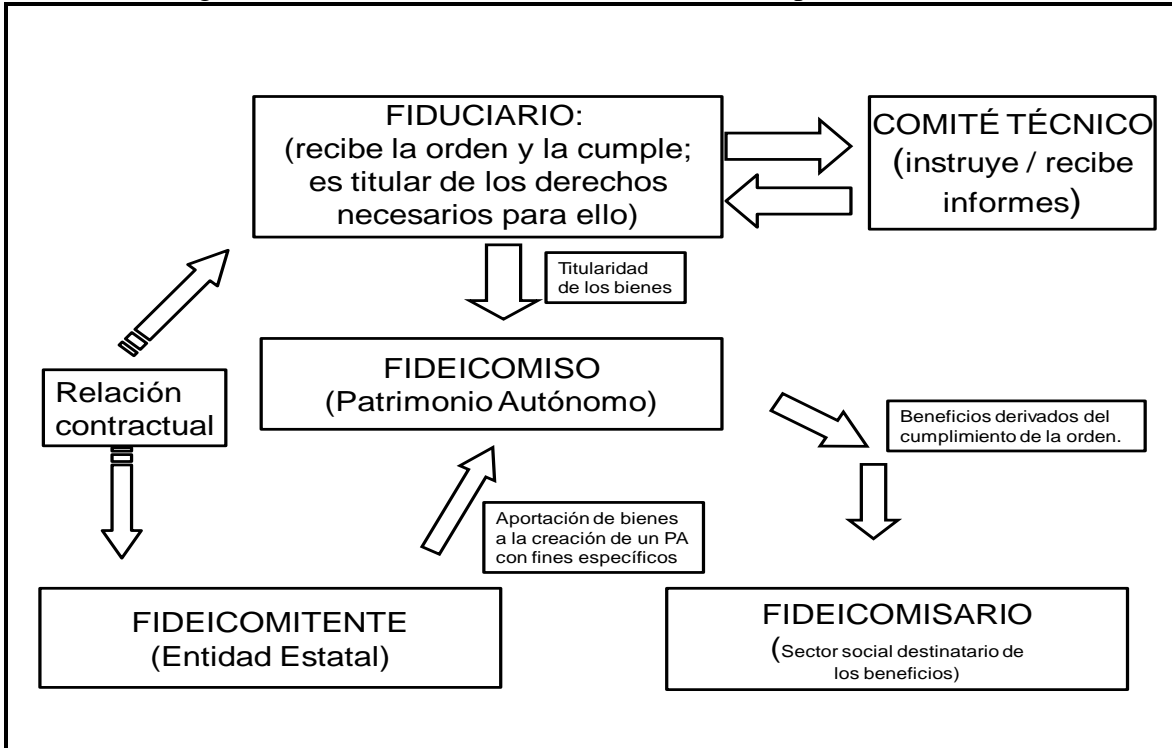 FIDUCIARIO:
(recibe la orden y la cumple;
es titular de los derechos
necesarios para ello)
COMITÉ TÉCNICO
(instruye / recibe
informes)
Titularidad
de los bienes
FIDEICOMISO
(Patrimonio Autónomo)
Relación
contractual
Beneficios derivados del
cumplimiento de la orden.
Aportación de bienes
a la creación de un PA
con fines específicos
FIDEICOMITENTE
(Entidad Estatal)
FIDEICOMISARIO
(Sector social destinatario de
los beneficios)